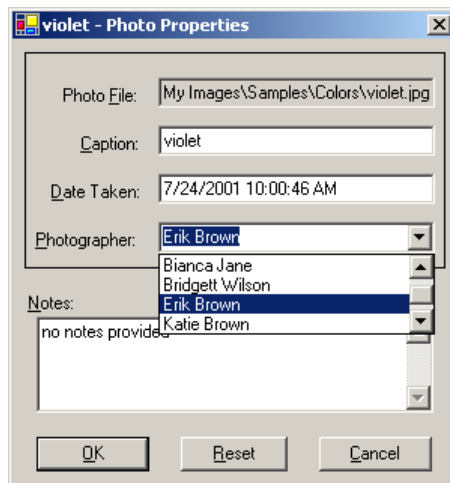 violet - Photo Properties
Photo File: My Images\Samples\Colors\violet.jpg
Caption: violet
Date Taken: 7/24/2001 10:00:46 AM
Photographer: Erik Brown
Bianca Jane
Bridgett Wilson
Erik Brown
Katie Brown
Notes:
no notes provided
OK Reset Cancel